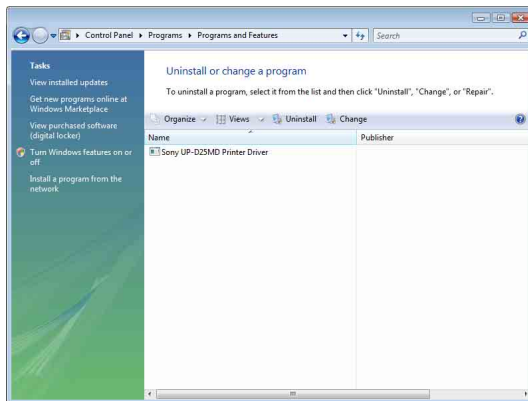 Control Panel ▸ Programs ▸ Programs and Features
Search
Tasks
View installed updates
Get new programs online at
Windows Marketplace
View purchased software
(digital locker)
Turn Windows features on or
off
Install a program from the
network
Uninstall or change a program
To uninstall a program, select it from the list and then click "Uninstall", "Change", or "Repair".
Organize
Views
Uninstall
Change
Name
Publisher
Sony UP-D25MD Printer Driver